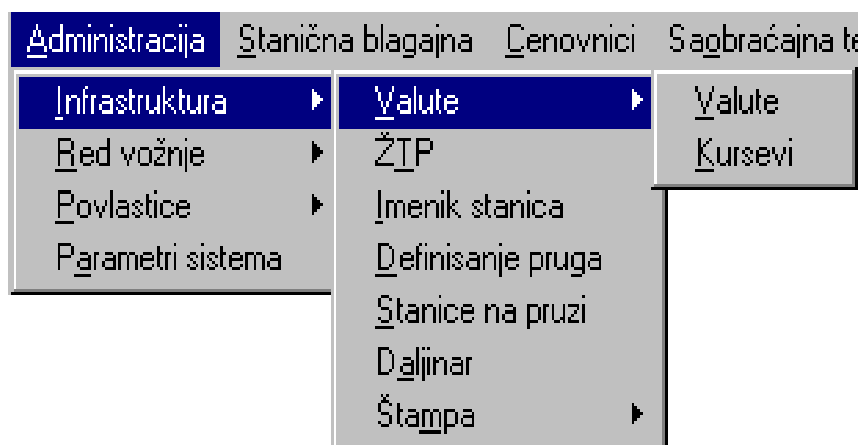 Administracija Stanična blagajna Cenovnici Saobraćajna
Infrastruktura
Red vožnje
Povlastice
Parametri sistema
Valute
ŽTP
Imenik stanica
Definisanje pruga
Stanice na pruzi
Daljinar
Štampa
Valute
Kursevi